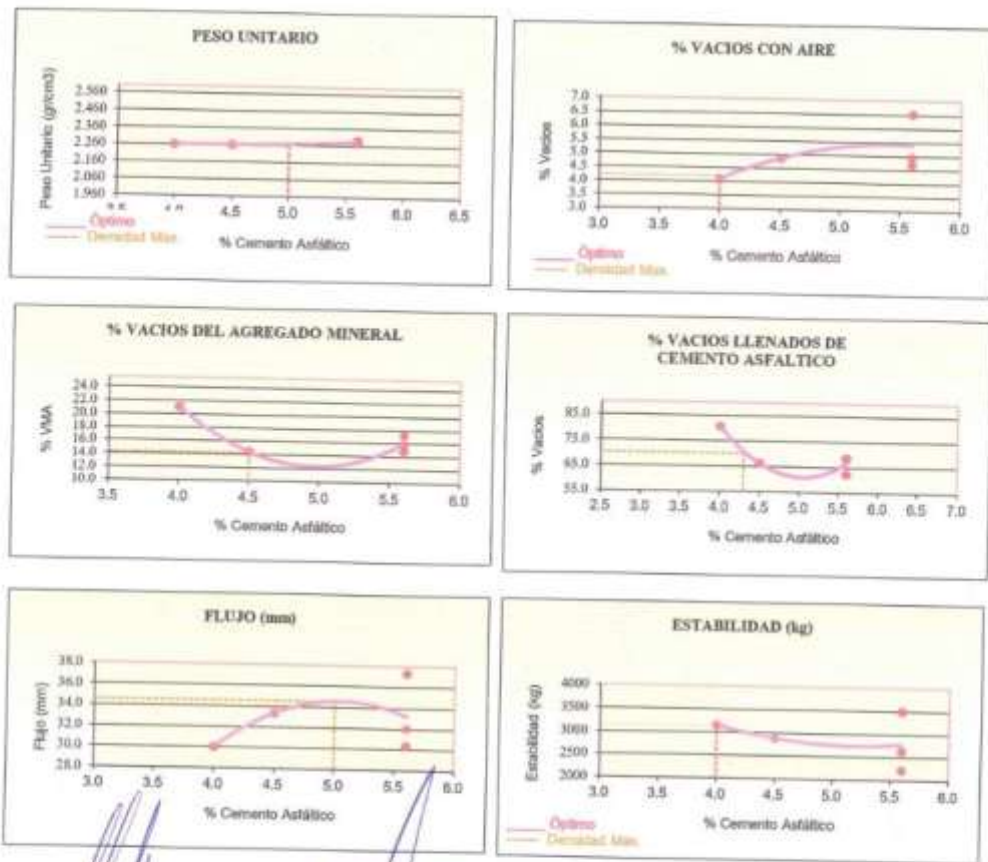 PESO UNITARIO
Peso Unitario (gr/cm3)
2.560
2.460
2.360
2.260
2.160
2.060
1.960
4.5 5.0 5.5 6.0 6.5
Óptimo
Densidad Máx.
% Cemento Asfáltico
% VACIOS CON AIRE
% Vacios
7.0
6.5
6.0
5.5
5.0
4.5
4.0
3.5
3.0
3.0 3.5 4.0 4.5 5.0 5.5 6.0
Óptimo
Densidad Máx.
% Cemento Asfáltico
% VACIOS DEL AGREGADO MINERAL
% VMA
24.0
22.0
20.0
18.0
16.0
14.0
12.0
10.0
3.5 4.0 4.5 5.0 5.5 6.0
% Cemento Asfáltico
% VACIOS LLENADOS DE
CEMENTO ASFALTICO
% Vacios
85.0
75.0
65.0
55.0
2.5 3.0 3.5 4.0 4.5 5.0 5.5 6.0 6.5 7.0
% Cemento Asfáltico
FLUJO (mm)
Flujo (mm)
38.0
36.0
34.0
32.0
30.0
28.0
3.0 3.5 4.0 4.5 5.0 5.5 6.0
% Cemento Asfáltico
ESTABILIDAD (kg)
Estabilidad (kg)
4000
3500
3000
2500
2000
3.0 3.5 4.0 4.5 5.0 5.5 6.0
Óptimo
Densidad Máx.
% Cemento Asfáltico